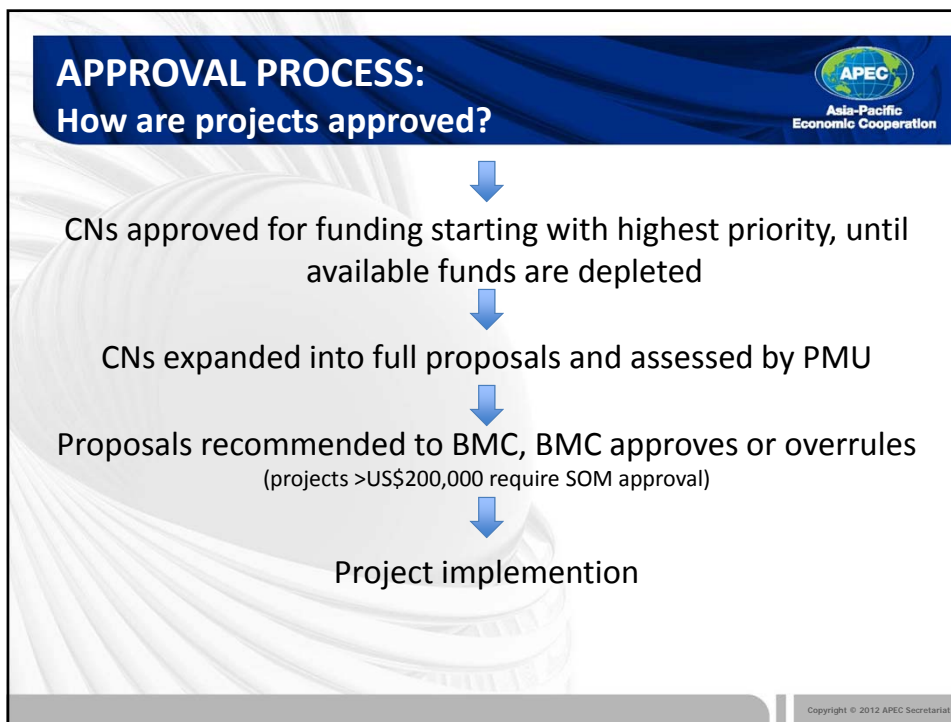 APPROVAL PROCESS:
How are projects approved?
APEC
Asia-Pacific
Economic Cooperation
CNs approved for funding starting with highest priority, until
available funds are depleted
CNs expanded into full proposals and assessed by PMU
Proposals recommended to BMC, BMC approves or overrules
(projects >US$200,000 require SOM approval)
Project implemention
Copyright © 2012 APEC Secretariat